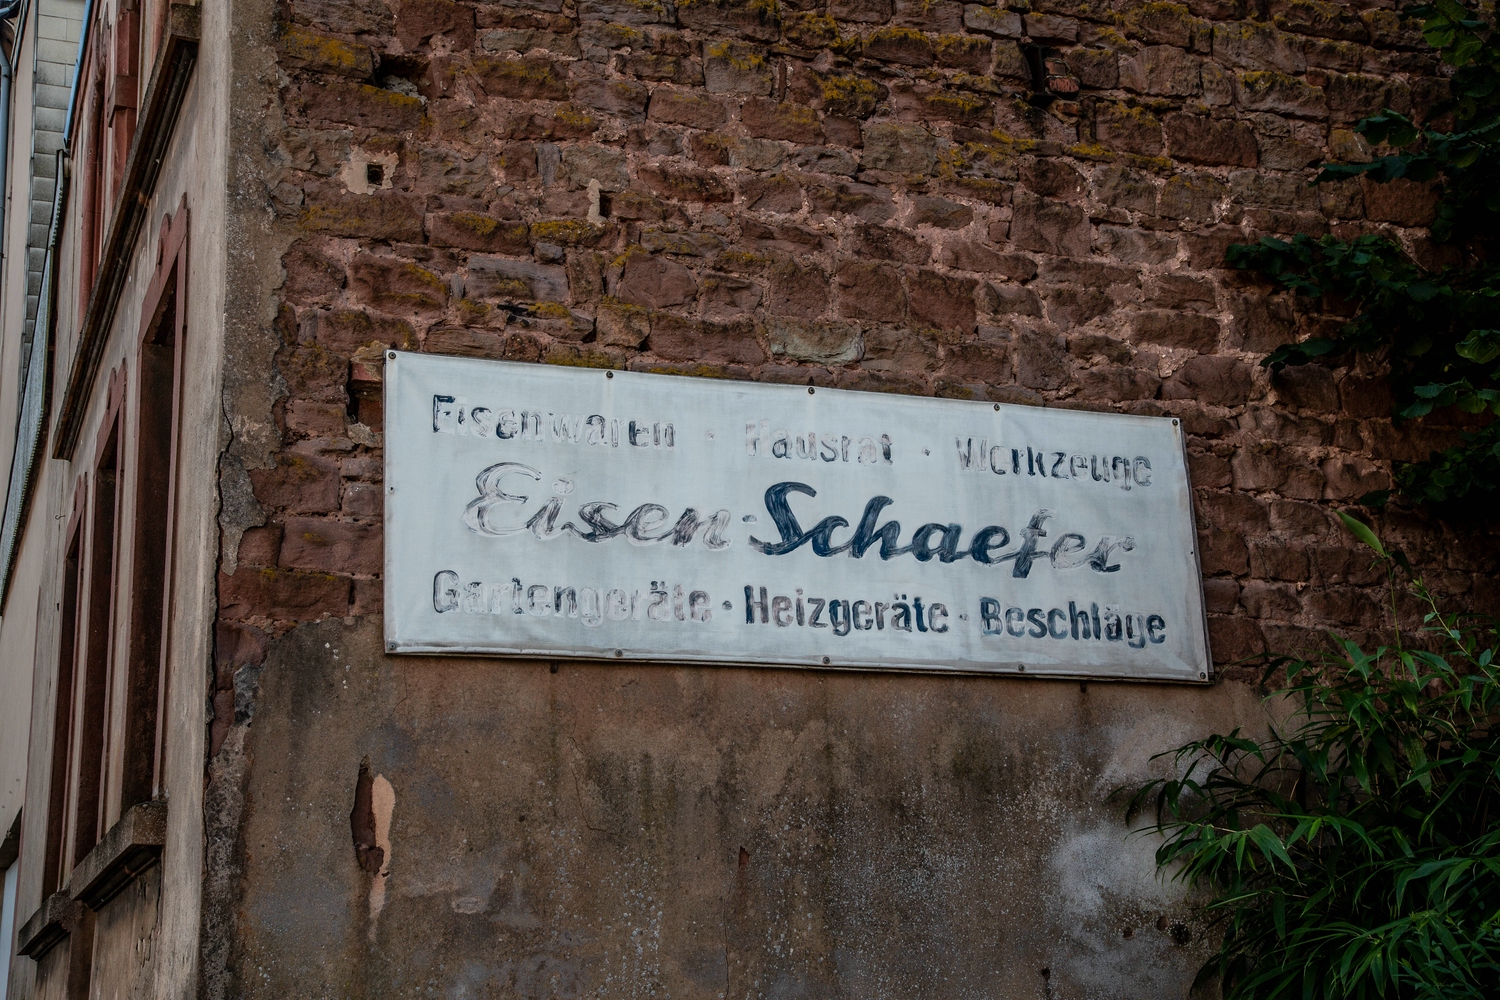 Eisenwaren · Hausrat · Werkzeuge
Eisen-Schaefer
Gartengeräte · Heizgeräte · Beschläge